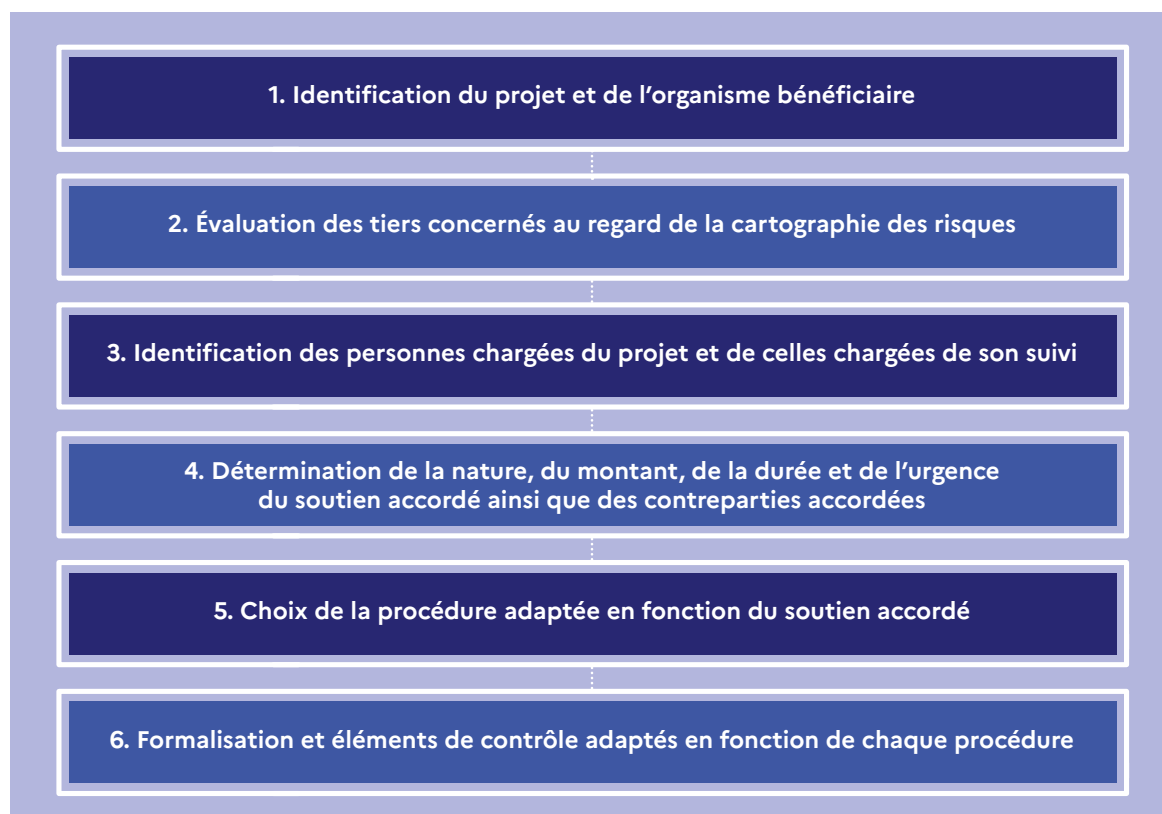 1. Identification du projet et de l’organisme bénéficiaire
2. Évaluation des tiers concernés au regard de la cartographie des risques
3. Identification des personnes chargées du projet et de celles chargées de son suivi
4. Détermination de la nature, du montant, de la durée et de l’urgence
du soutien accordé ainsi que des contreparties accordées
5. Choix de la procédure adaptée en fonction du soutien accordé
6. Formalisation et éléments de contrôle adaptés en fonction de chaque procédure